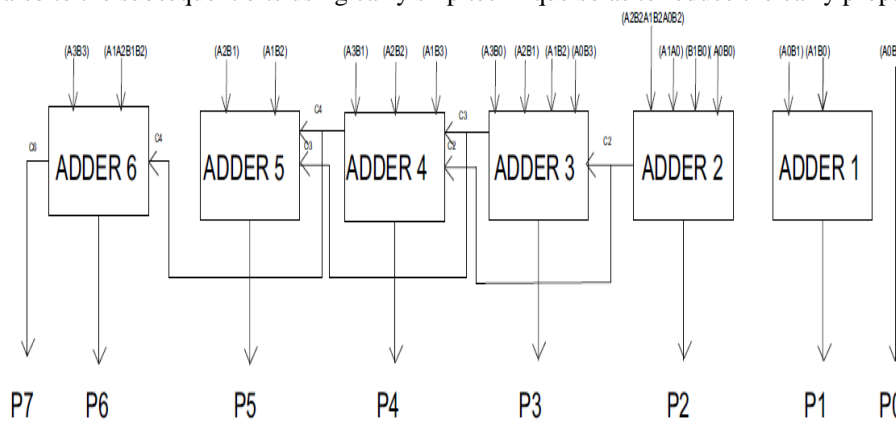 (A2B2A1B2A0B2)
(A3B3) (A1A2B1B2) (A2B1) (A1B2) (A3B1) (A2B2) (A1B3) (A3B0) (A2B1) (A1B2) (A0B3) (A1A0) (B1B0) (A0B0) (A0B1) (A1B0) (A0B
C4 C3
C6 C4 C3 C2 C2
ADDER 6 ADDER 5 ADDER 4 ADDER 3 ADDER 2 ADDER 1
P7 P6 P5 P4 P3 P2 P1 P0